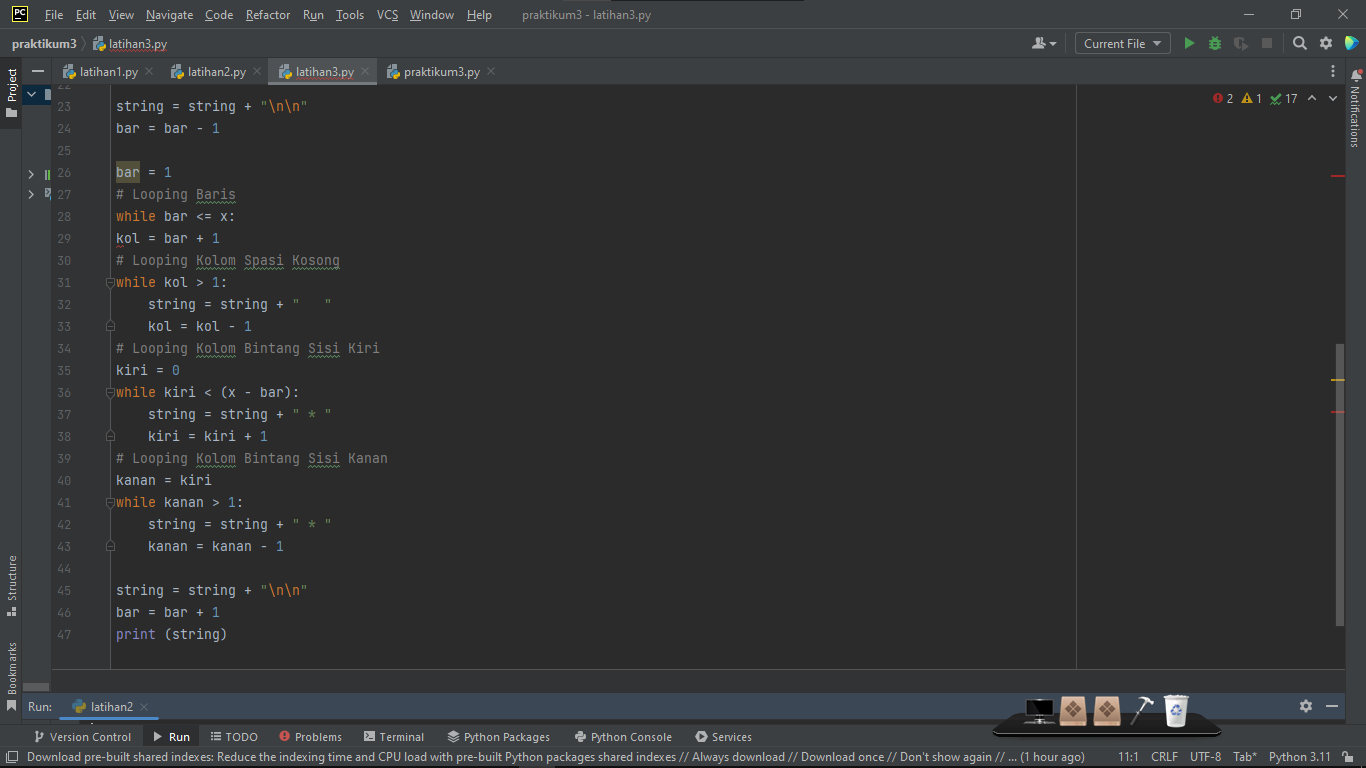 PC File Edit View Navigate Code Refactor Run Tools VCS Window Help praktikum3 - latihan3.py
praktikum3 latihan3.py Current File
Project
latihan1.py latihan2.py latihan3.py praktikum3.py
Notifications
2 1 17
22
23 string = string + "\n\n"
24 bar = bar - 1
25
26 bar = 1
27 # Looping Baris
28 while bar <= x:
29 kol = bar + 1
30 # Looping Kolom Spasi Kosong
31 while kol > 1:
32     string = string + "   "
33     kol = kol - 1
34 # Looping Kolom Bintang Sisi Kiri
35 kiri = 0
36 while kiri < (x - bar):
37     string = string + " * "
38     kiri = kiri + 1
39 # Looping Kolom Bintang Sisi Kanan
40 kanan = kiri
41 while kanan > 1:
42     string = string + " * "
43     kanan = kanan - 1
44
45 string = string + "\n\n"
46 bar = bar + 1
47 print (string)
Structure
Bookmarks
Run: latihan2
Version Control Run TODO Problems Terminal Python Packages Python Console Services
Download pre-built shared indexes: Reduce the indexing time and CPU load with pre-built Python packages shared indexes // Always download // Download once // Don't show again // ... (1 hour ago) 11:1 CRLF UTF-8 Tab* Python 3.11